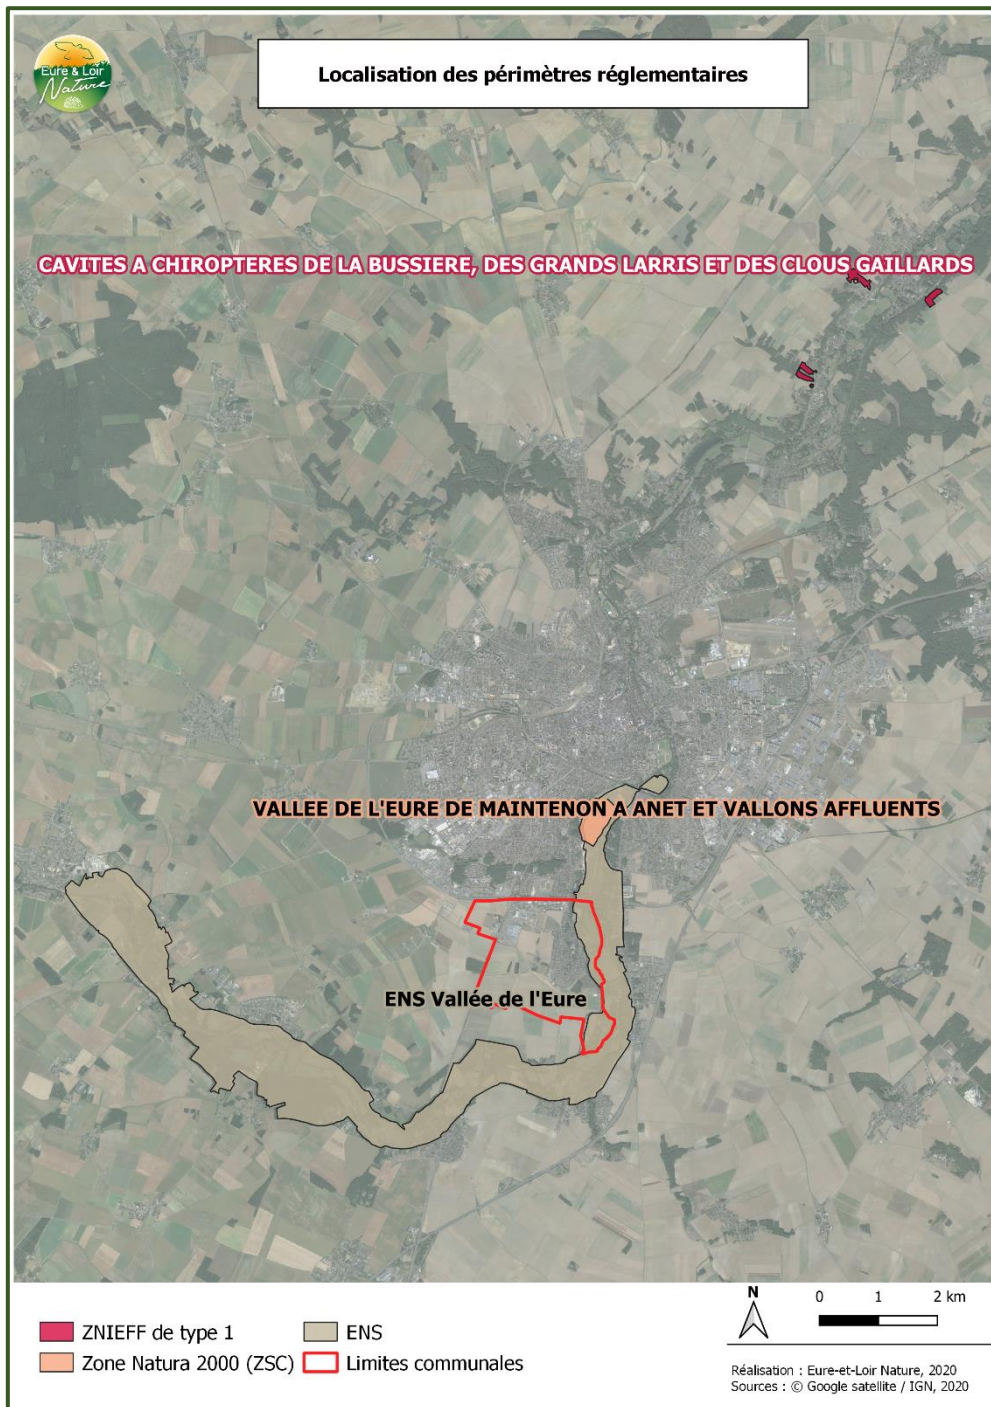 Eure & Loir
Nature
Localisation des périmètres réglementaires
CAVITES A CHIROPTERES DE LA BUSSIERE, DES GRANDS LARRIS ET DES CLOUS GAILLARDS
VALLEE DE L'EURE DE MAINTENON A ANET ET VALLONS AFFLUENTS
ENS Vallée de l'Eure
ZNIEFF de type 1
ENS
Zone Natura 2000 (ZSC)
Limites communales
N
0 1 2 km
Réalisation : Eure-et-Loir Nature, 2020
Sources : © Google satellite / IGN, 2020